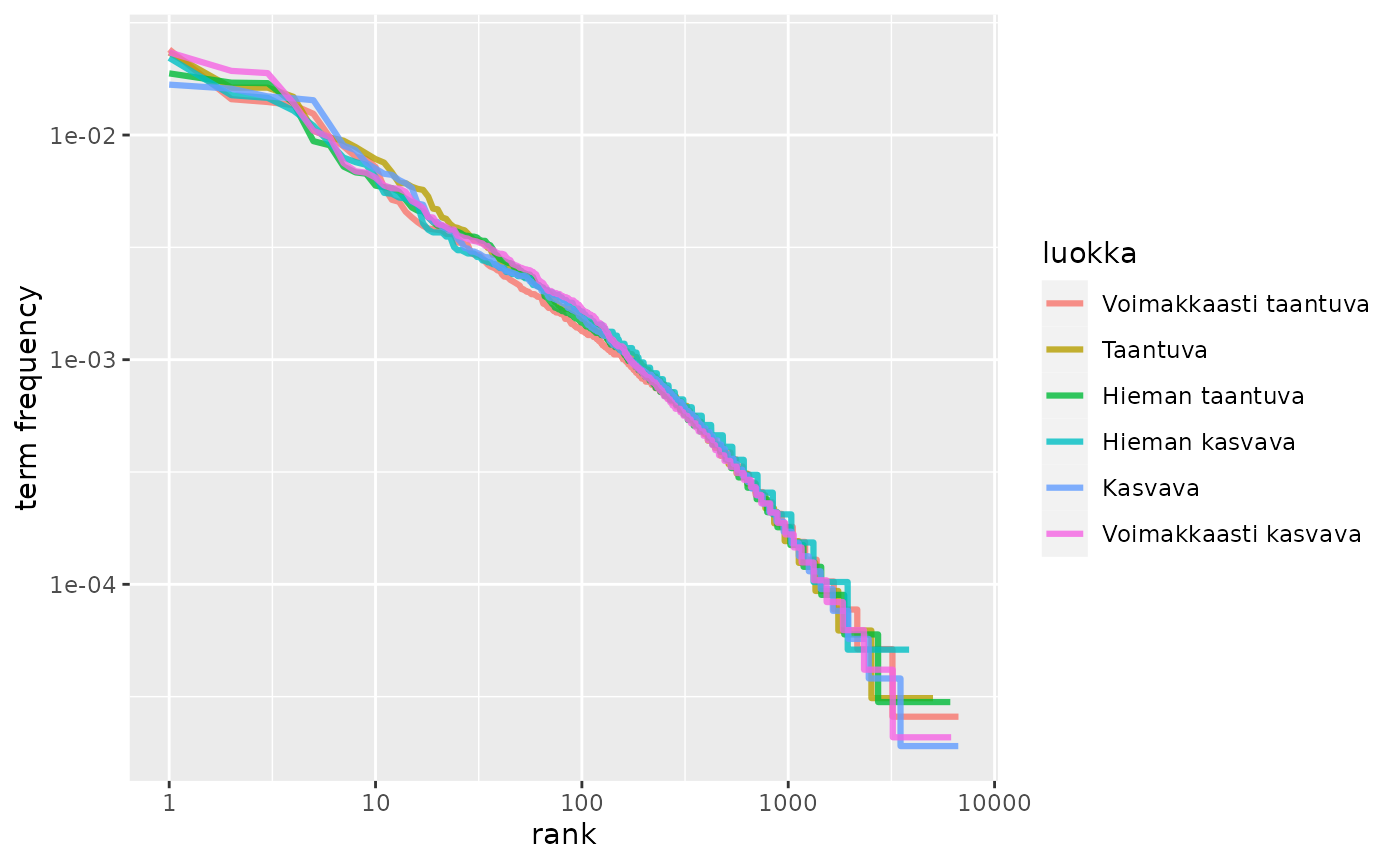 term frequency
1e-02
1e-03
1e-04
1 10 100 1000 10000
rank
luokka
Voimakkaasti taantuva
Taantuva
Hieman taantuva
Hieman kasvava
Kasvava
Voimakkaasti kasvava